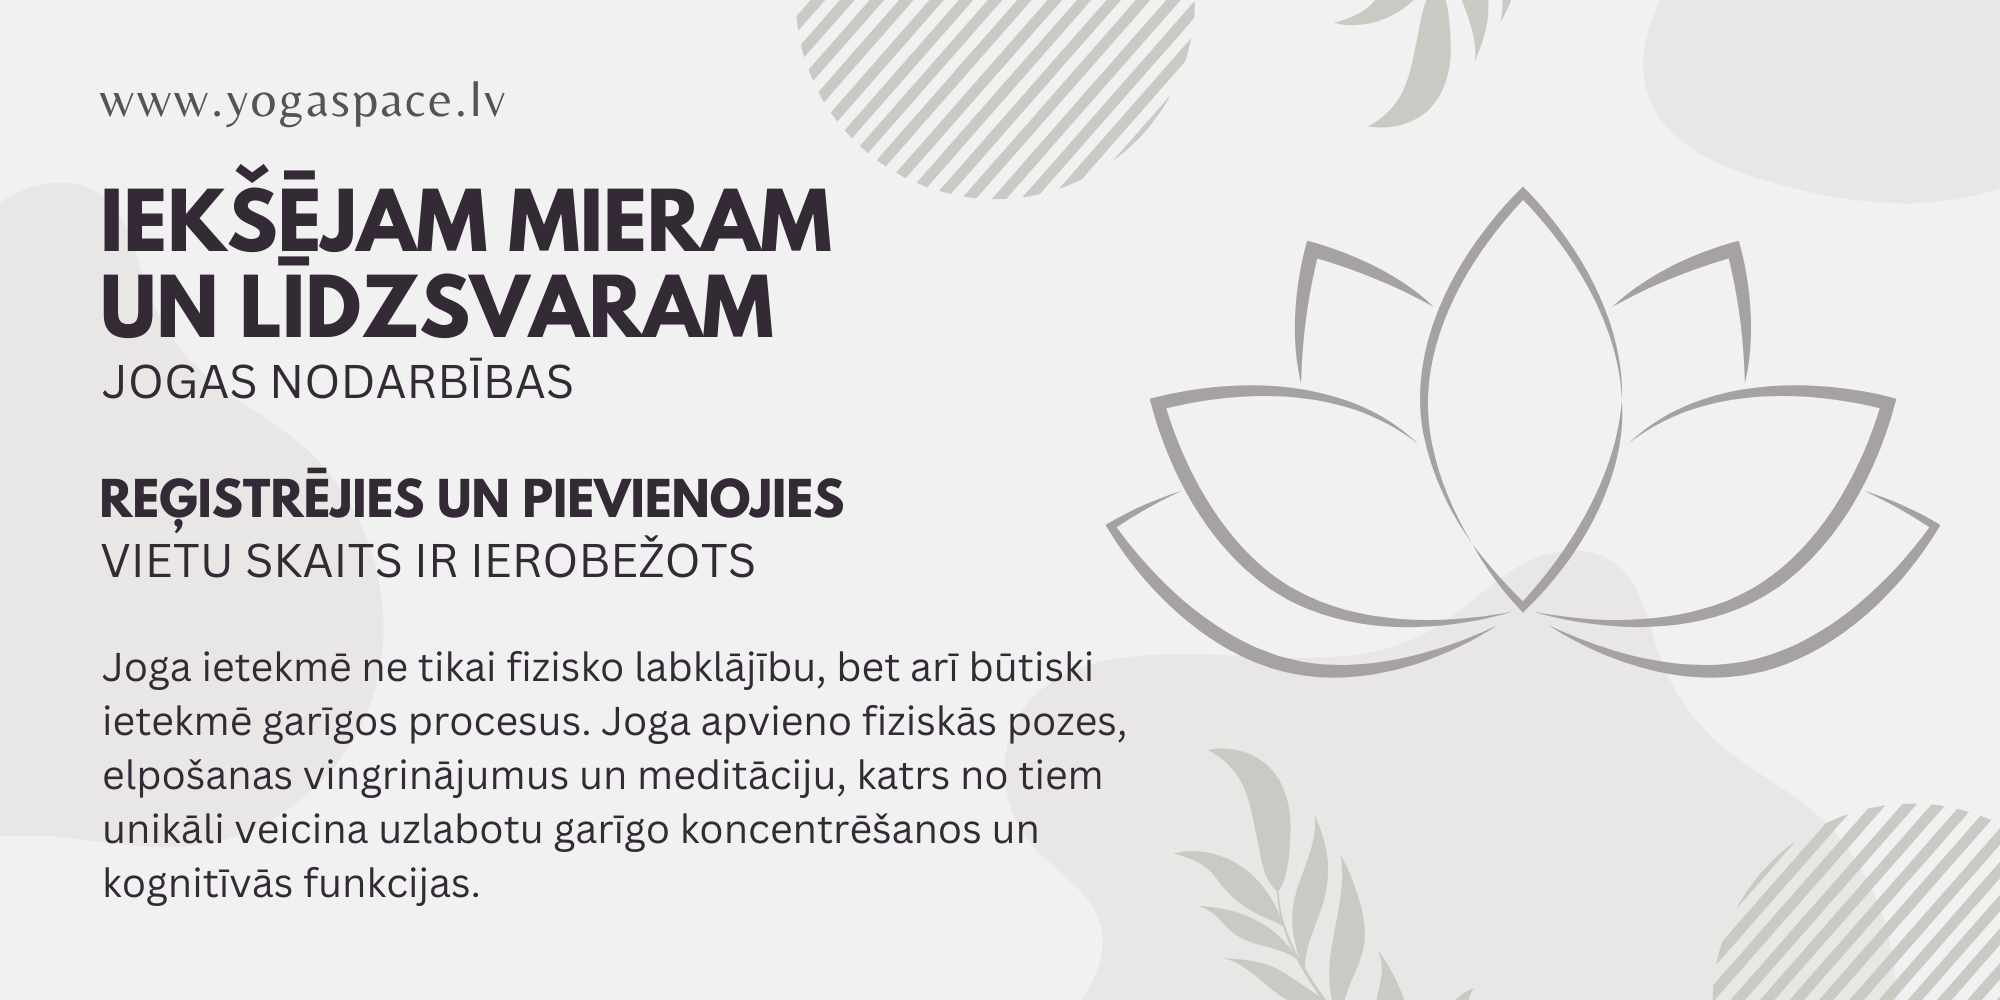 www.yogaspace.lv
IEKŠĒJAM MIERAM
UN LĪDZSVARAM
JOGAS NODARBĪBAS
REĢISTRĒJIES UN PIEVIENOJIES
VIETU SKAITS IR IEROBEŽOTS
Joga ietekmē ne tikai fizisko labklājību, bet arī būtiski
ietekmē garīgos procesus. Joga apvieno fiziskās pozes,
elpošanas vingrinājumus un meditāciju, katrs no tiem
unikāli veicina uzlabotu garīgo koncentrēšanos un
kognitīvās funkcijas.